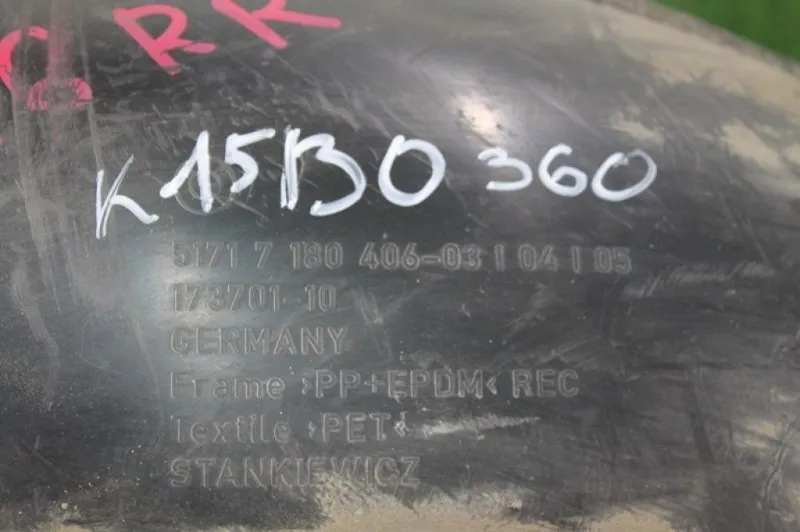 RR
K15B0 360
5171 7 180 406-03 | 04 | 05
173701-10
GERMANY
Frame >PP+EPDM< REC
Textile >PET<
STANKIEWICZ